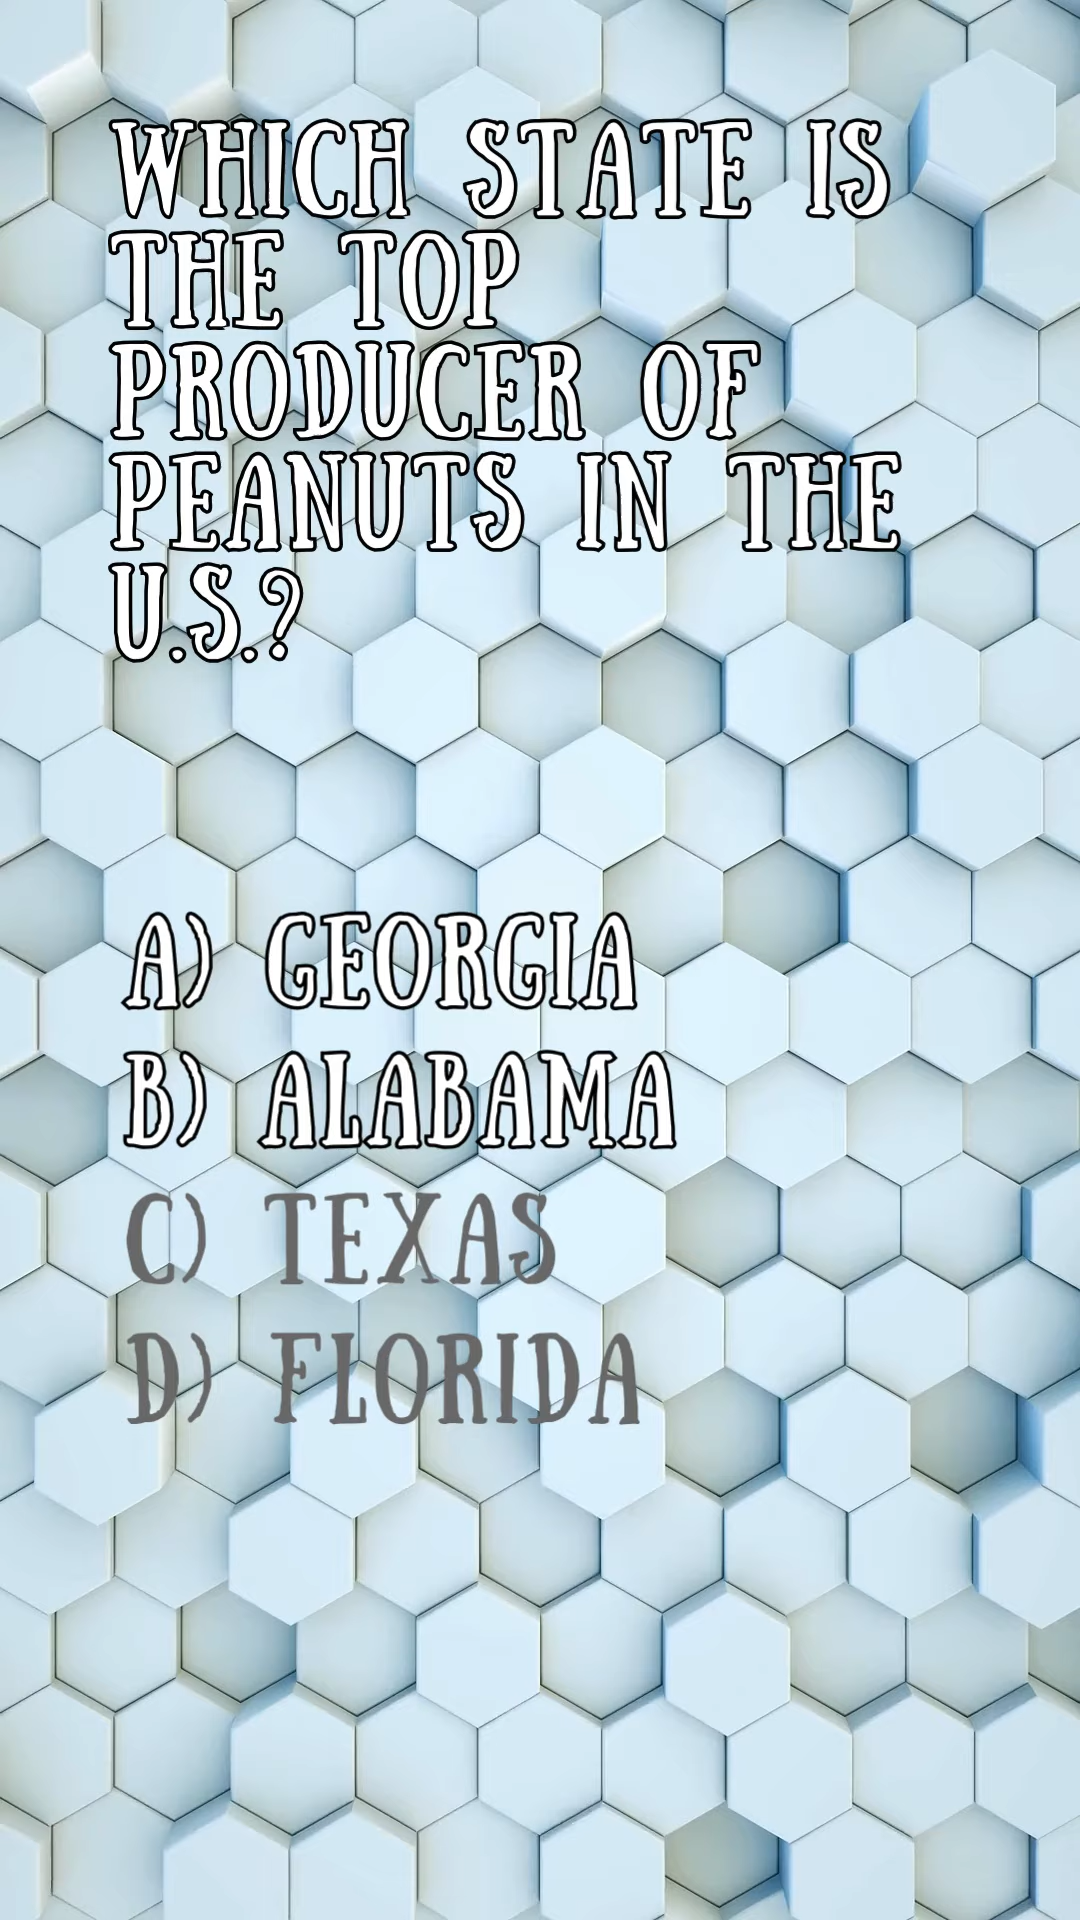 WHICH STATE IS
THE TOP
PRODUCER OF
PEANUTS IN THE
U.S.?
A) GEORGIA
B) ALABAMA
C) TEXAS
D) FLORIDA